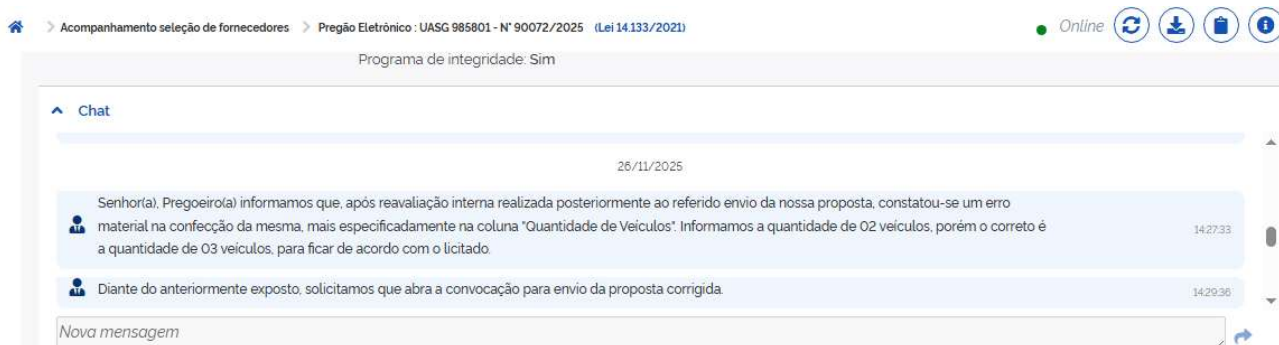 Acompanhamento seleção de fornecedores > Pregão Eletrônico : UASG 985801 - N° 90072/2025 (Lei 14.133/2021) Online
Programa de integridade: Sim
Chat
26/11/2025
Senhor(a), Pregoeiro(a) informamos que, após reavaliação interna realizada posteriormente ao referido envio da nossa proposta, constatou-se um erro
material na confecção da mesma, mais especificadamente na coluna "Quantidade de Veículos". Informamos a quantidade de 02 veículos, porém o correto é
a quantidade de 03 veículos, para ficar de acordo com o licitado.
14:27:33
Diante do anteriormente exposto, solicitamos que abra a convocação para envio da proposta corrigida.
14:29:36
Nova mensagem